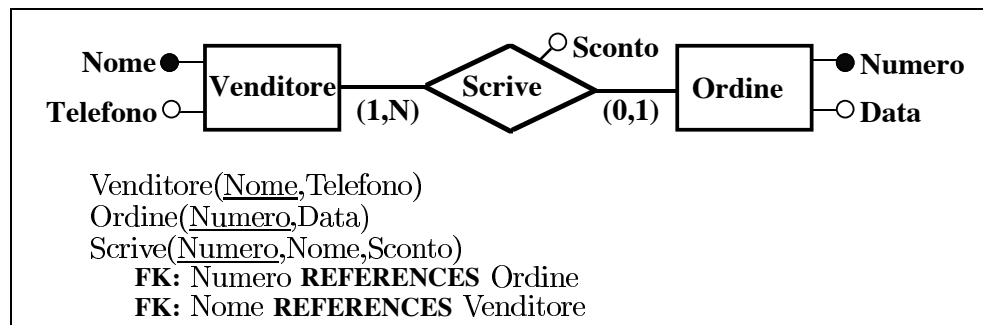 Nome
Telefono
Venditore
(1,N)
Scrive
Sconto
(0,1)
Ordine
Numero
Data
Venditore(Nome,Telefono)
Ordine(Numero,Data)
Scrive(Numero,Nome,Sconto)
FK: Numero REFERENCES Ordine
FK: Nome REFERENCES Venditore